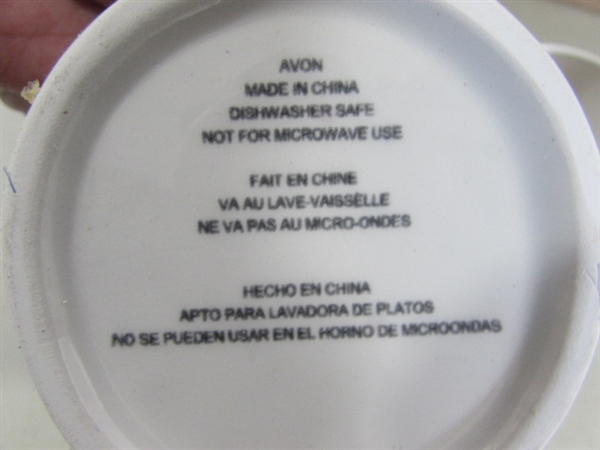 AVON
MADE IN CHINA
DISHWASHER SAFE
NOT FOR MICROWAVE USE
FAIT EN CHINE
VA AU LAVE-VAISSELLE
NE VA PAS AU MICRO-ONDES
HECHO EN CHINA
APTO PARA LAVADORA DE PLATOS
NO SE PUEDEN USAR EN EL HORNO DE MICROONDAS